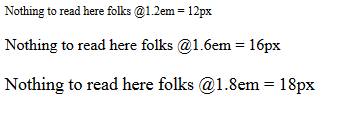 Nothing to read here folks @1.2em = 12px
Nothing to read here folks @1.6em = 16px
Nothing to read here folks @1.8em = 18px